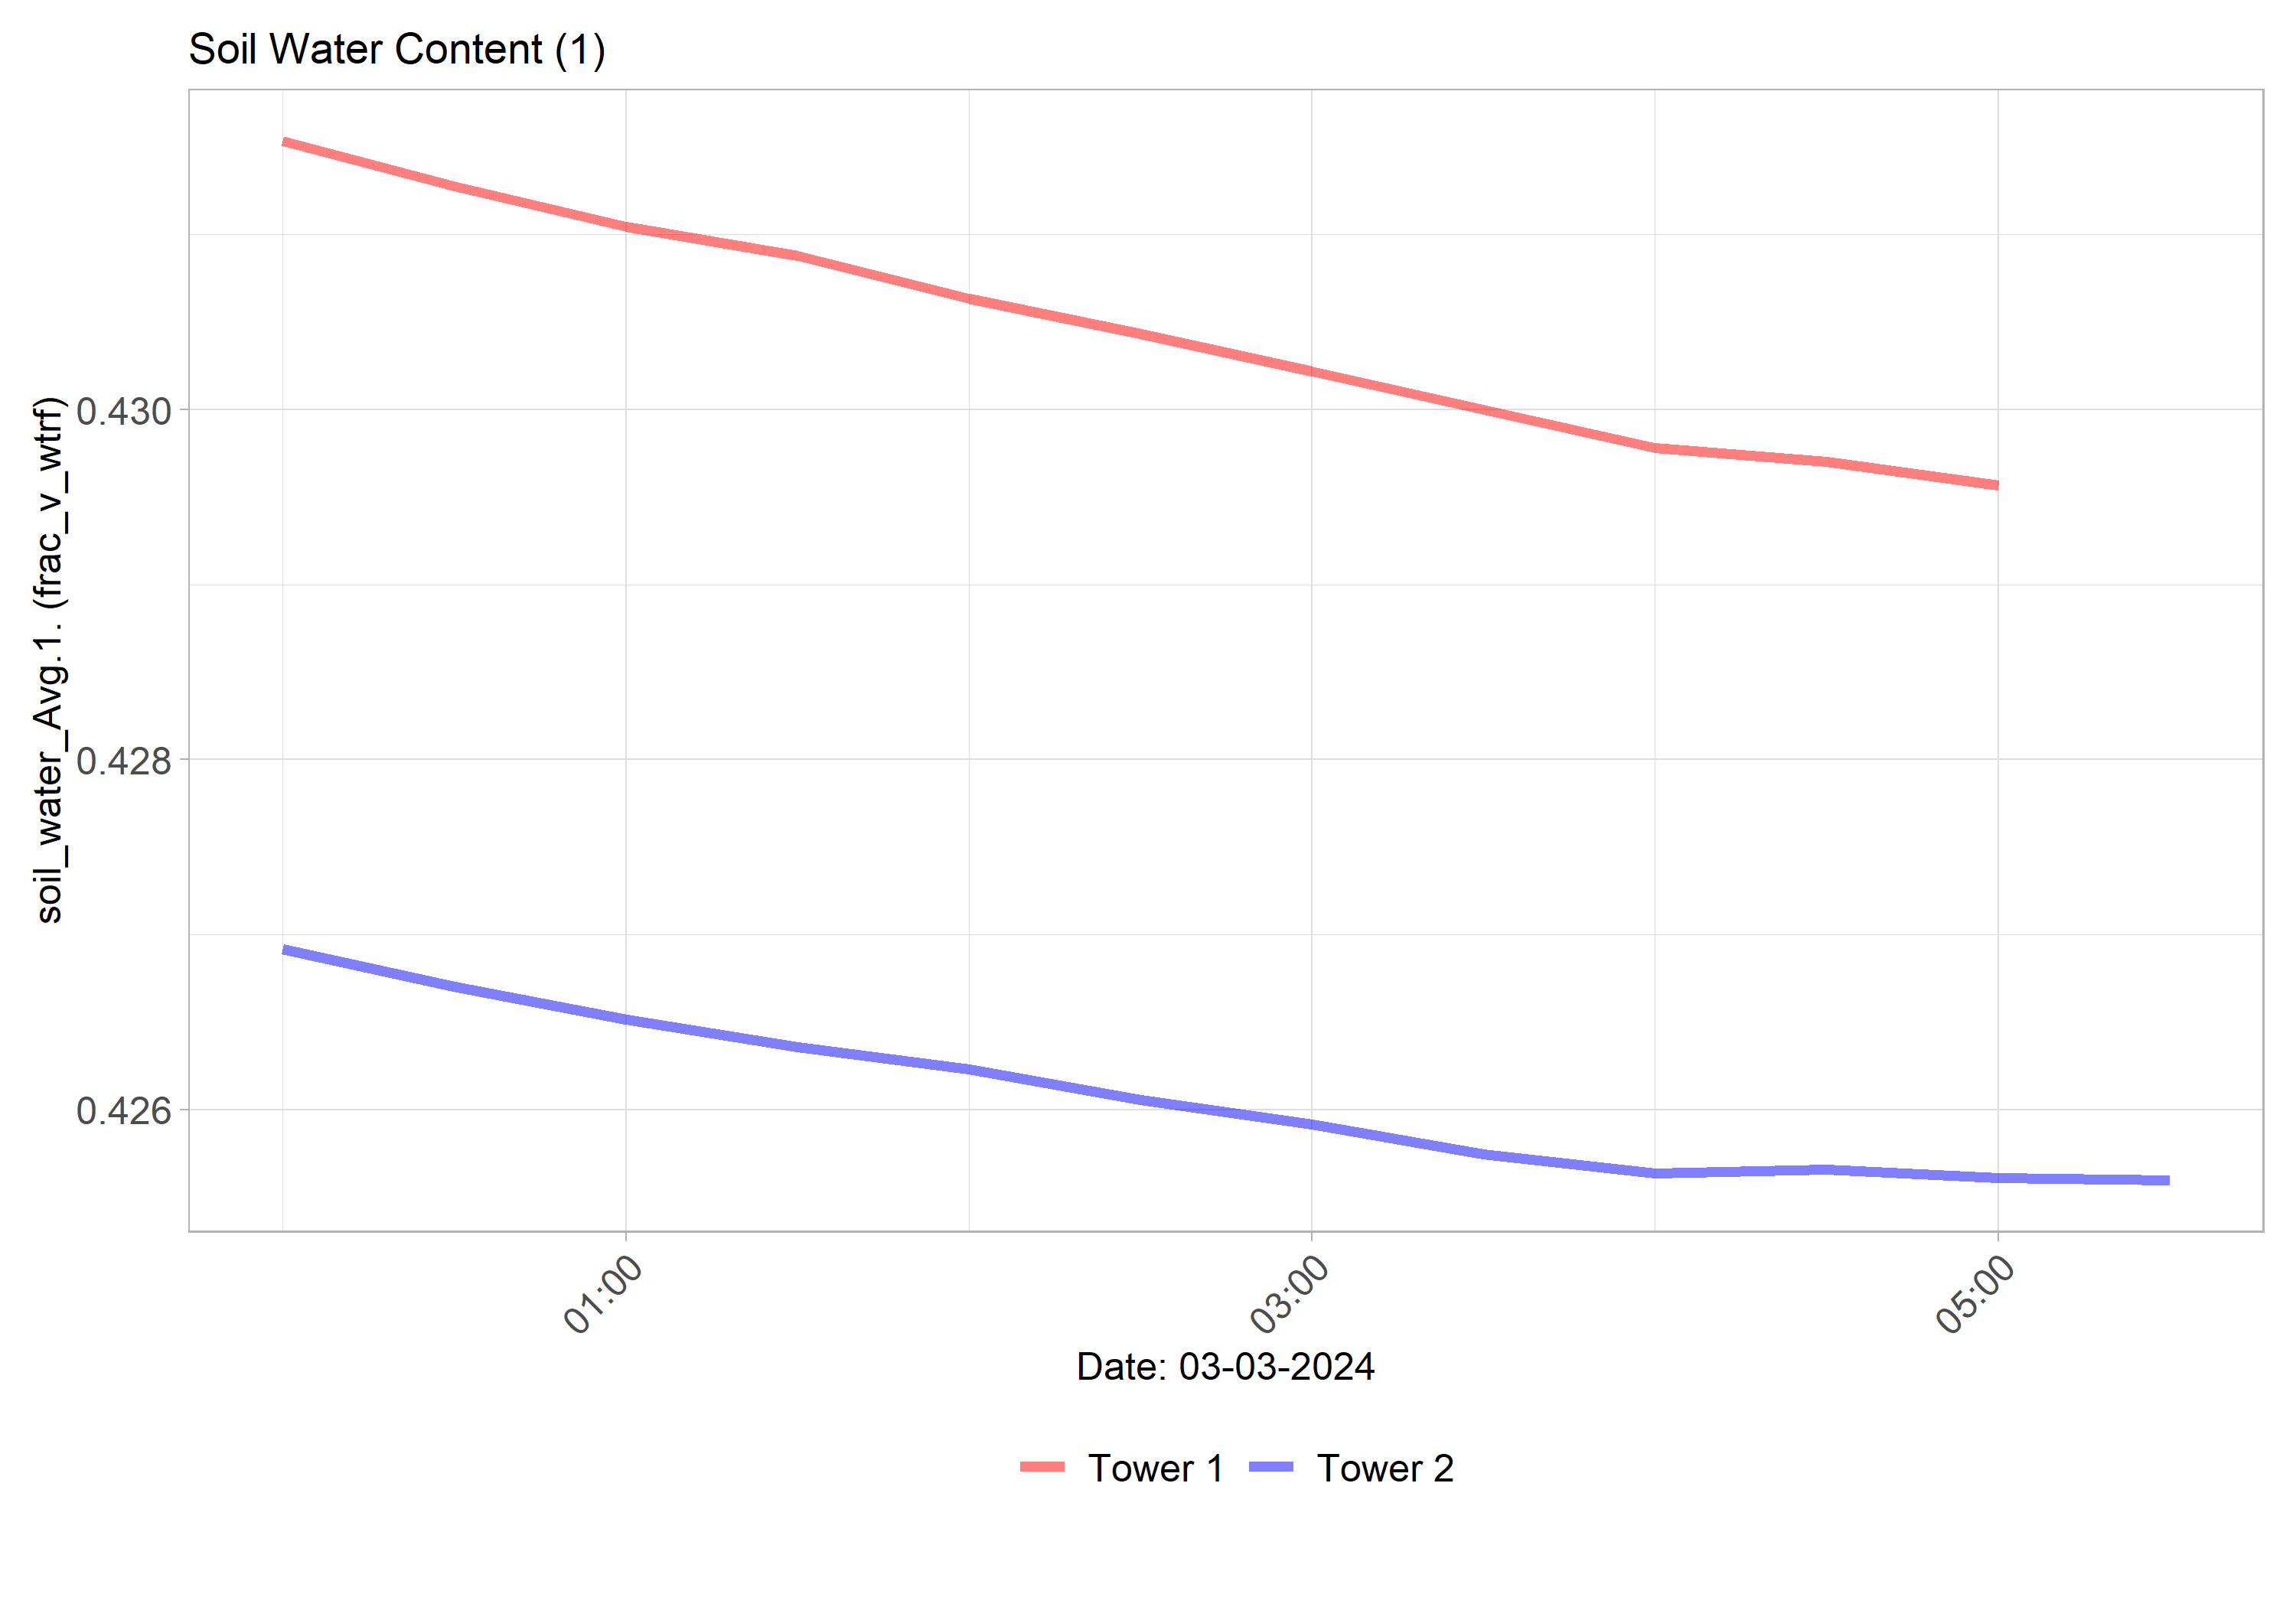 Soil Water Content (1)
soil_water_Avg.1. (frac_v_wtrf)
0.430
0.428
0.426
01:00
03:00
05:00
Date: 03-03-2024
Tower 1
Tower 2